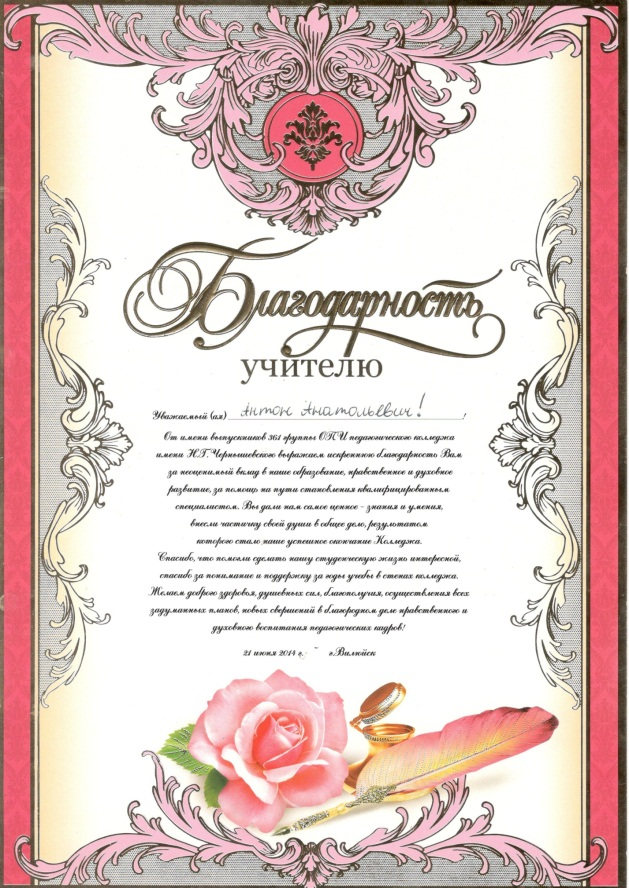 Благодарность
учителю
Уважаемый (ая) Антон Анатольевич!
От имени выпускников 361 группы ОПИ педагогического колледжа
имени Н.Г. Чернышевского выражаем искреннюю благодарность Вам
за неоценимый вклад в наше образование, нравственное и духовное
развитие, за помощь на пути становления квалифицированным
специалистом. Вы дали нам самое ценное - знания и умения,
внесли частичку своей души в общее дело, результатом
которого стало наше успешное окончание Колледжа.
Спасибо, что помогли сделать нашу студенческую жизнь интересной,
спасибо за понимание и поддержку за годы учебы в стенах колледжа.
Желаем доброго здоровья, душевных сил, благополучия, осуществления всех
задуманных планов, новых свершений в благородном деле нравственного и
духовного воспитания педагогических кадров!
21 июня 2014 г. г.Вилюйск